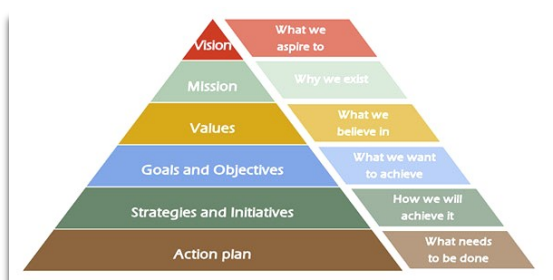 Vision
What we
aspire to
Mission
Why we exist
Values
What we
believe in
Goals and Objectives
What we want
to achieve
Strategies and Initiatives
How we will
achieve it
Action plan
What needs
to be done